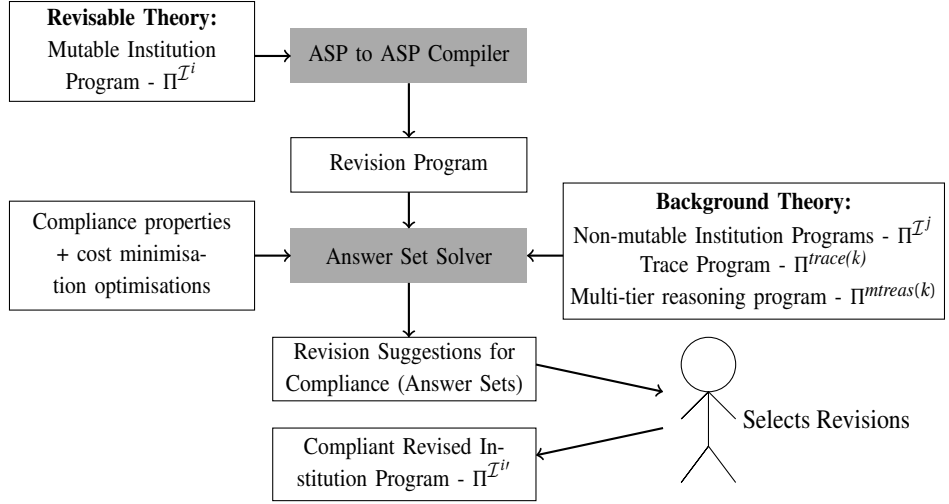 Revisable Theory:
Mutable Institution
Program - Π^{ℐ^i}
ASP to ASP Compiler
Revision Program
Compliance properties
+ cost minimisa-
tion optimisations
Answer Set Solver
Background Theory:
Non-mutable Institution Programs - Π^{ℐ^j}
Trace Program - Π^{trace(k)}
Multi-tier reasoning program - Π^{mtreas(k)}
Revision Suggestions for
Compliance (Answer Sets)
Selects Revisions
Compliant Revised In-
stitution Program - Π^{ℐ^{i′}}